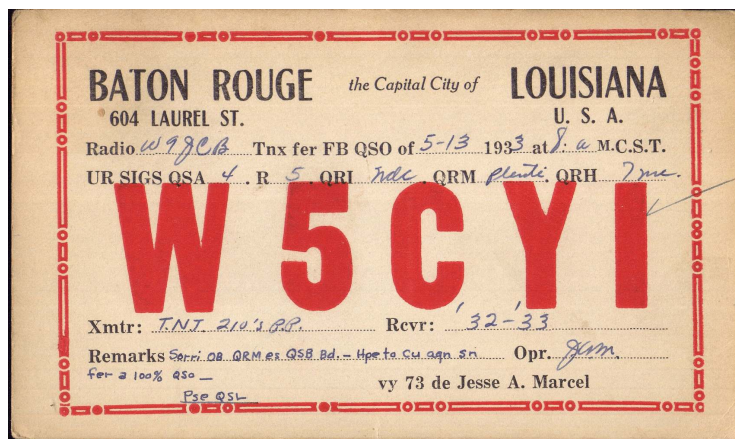 BATON ROUGE the Capital City of LOUISIANA
604 LAUREL ST. U. S. A.
Radio W9JCB Tnx fer FB QSO of 5-13 1933 at 8: a M.C.S.T.
UR SIGS QSA 4. R 5. QRI ndc. QRM plenti. QRH 7 mc.
W5CYI
Xmtr: T.N.T. 210's P.P. Rcvr: '32-'33
Remarks Sorri OB QRM es QSB Bd. – Hpe to Cu agn sn Opr.
fer a 100% QSO –
vy 73 de Jesse A. Marcel
Pse QSL